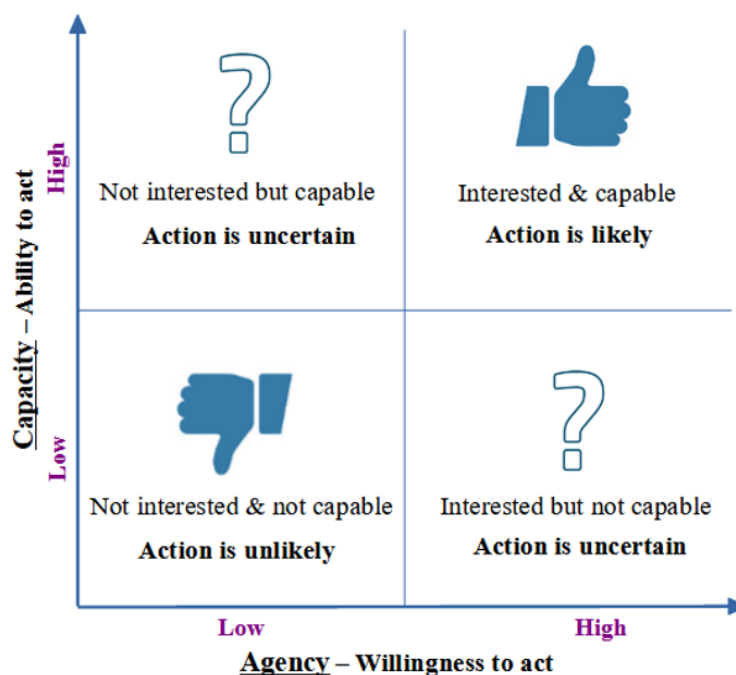 Not interested but capable
Action is uncertain
Interested & capable
Action is likely
Not interested & not capable
Action is unlikely
Interested but not capable
Action is uncertain
Capacity – Ability to act
High
Low
Low
High
Agency – Willingness to act